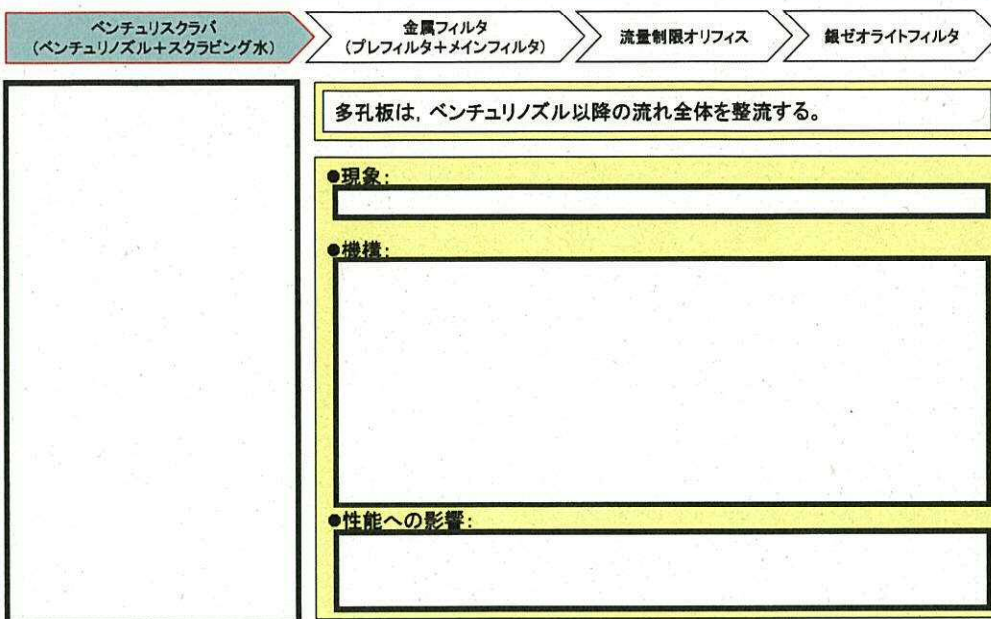 ベンチュリスクラバ
(ベンチュリノズル+スクラビング水)
金属フィルタ
(プレフィルタ+メインフィルタ)
流量制限オリフィス
銀ゼオライトフィルタ
多孔板は，ベンチュリノズル以降の流れ全体を整流する。
●現象:
●機構:
●性能への影響: